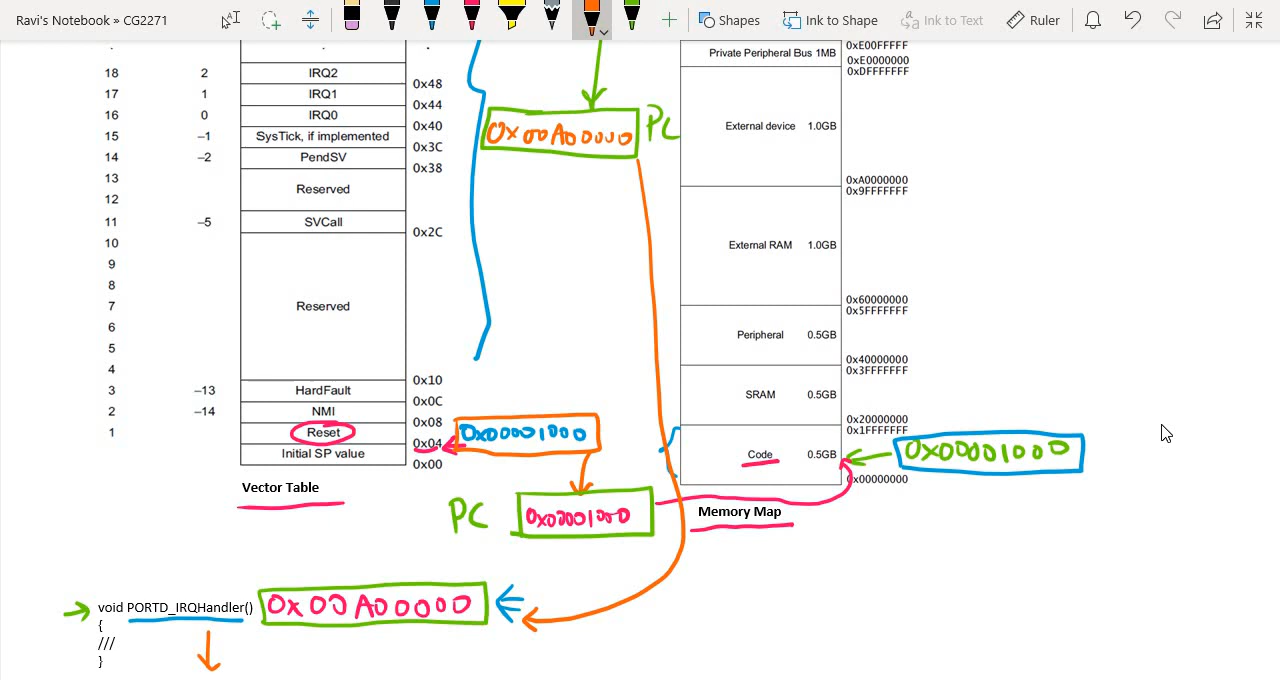 Ravi's Notebook » CG2271
Shapes
Ink to Shape
Ink to Text
Ruler
18 2 IRQ2
0x48
17 1 IRQ1
0x44
16 0 IRQ0
0x40
15 –1 SysTick, if implemented
0x3C
14 –2 PendSV
0x38
13
Reserved
12
11 –5 SVCall
0x2C
10
9
8
7 Reserved
6
5
4
0x10
3 –13 HardFault
0x0C
2 –14 NMI
0x08
1 Reset
0x04
Initial SP value
0x00
Vector Table
0x00A00000 PC
0x00001000
PC 0x00001000
0xE00FFFFF
Private Peripheral Bus 1MB
0xE0000000
0xDFFFFFFF
External device 1.0GB
0xA0000000
0x9FFFFFFF
External RAM 1.0GB
0x60000000
0x5FFFFFFF
Peripheral 0.5GB
0x40000000
0x3FFFFFFF
SRAM 0.5GB
0x20000000
0x1FFFFFFF
Code 0.5GB
0x00001000
0x00000000
Memory Map
void PORTD_IRQHandler() 0x00A00000
{
///
}